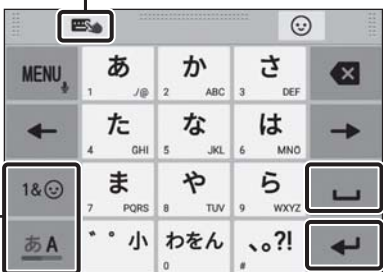 MENU あ か さ
1 ./@ 2 ABC 3 DEF
た な は
4 GHI 5 JKL 6 MNO
1& ま や ら
7 PQRS 8 TUV 9 WXYZ
あA ゛゜小 わをん 、。?!
0 #